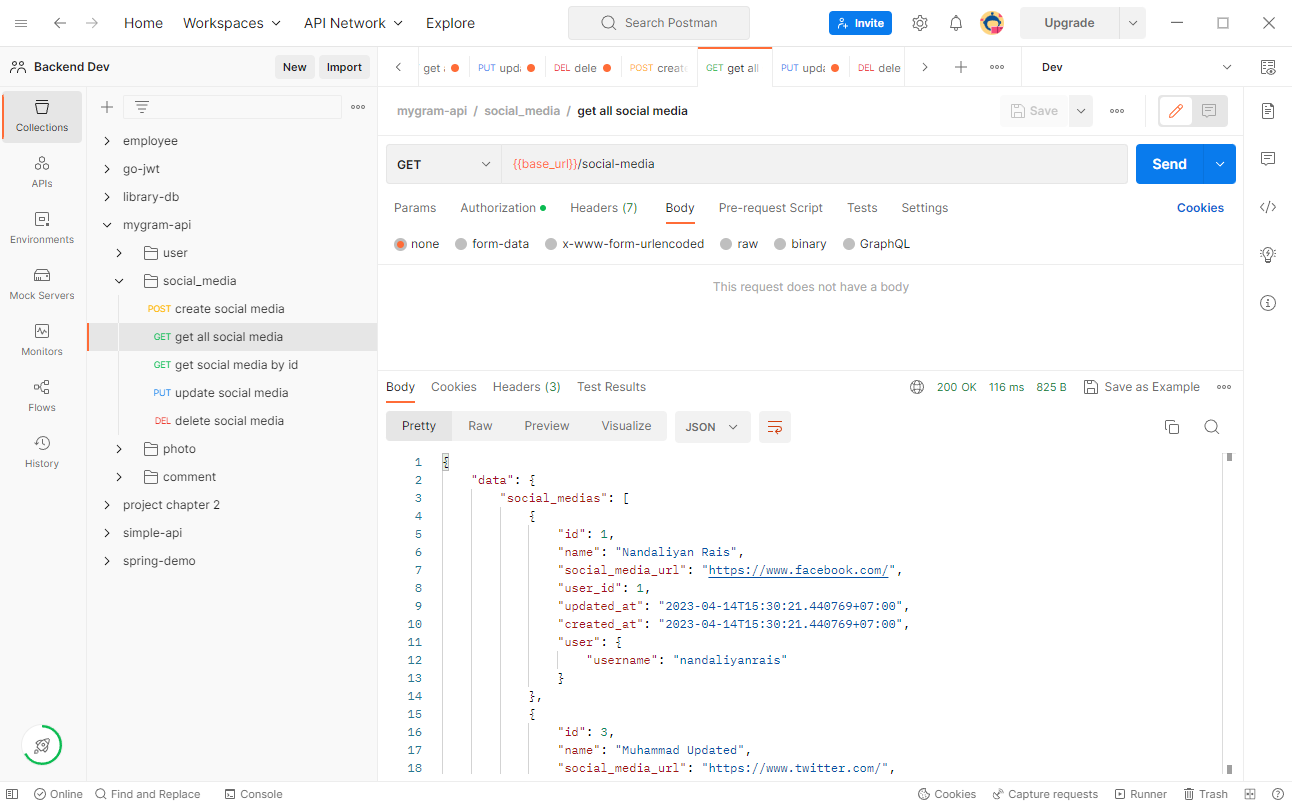 Home Workspaces API Network Explore Search Postman Invite Upgrade
Backend Dev New Import
get PUT upda DEL dele POST create GET get all PUT upda DEL dele Dev
Collections
APIs
Environments
Mock Servers
Monitors
Flows
History
employee
go-jwt
library-db
mygram-api
user
social_media
POST create social media
GET get all social media
GET get social media by id
PUT update social media
DEL delete social media
photo
comment
project chapter 2
simple-api
spring-demo
mygram-api / social_media / get all social media Save
GET {{base_url}}/social-media Send
Params Authorization Headers (7) Body Pre-request Script Tests Settings Cookies
none form-data x-www-form-urlencoded raw binary GraphQL
This request does not have a body
Body Cookies Headers (3) Test Results 200 OK 116 ms 825 B Save as Example
Pretty Raw Preview Visualize JSON
1 {
2 "data": {
3 "social_medias": [
4 {
5 "id": 1,
6 "name": "Nandaliyan Rais",
7 "social_media_url": "https://www.facebook.com/",
8 "user_id": 1,
9 "updated_at": "2023-04-14T15:30:21.440769+07:00",
10 "created_at": "2023-04-14T15:30:21.440769+07:00",
11 "user": {
12 "username": "nandaliyanrais"
13 }
14 },
15 {
16 "id": 3,
17 "name": "Muhammad Updated",
18 "social_media_url": "https://www.twitter.com/",
Online Find and Replace Console Cookies Capture requests Runner Trash